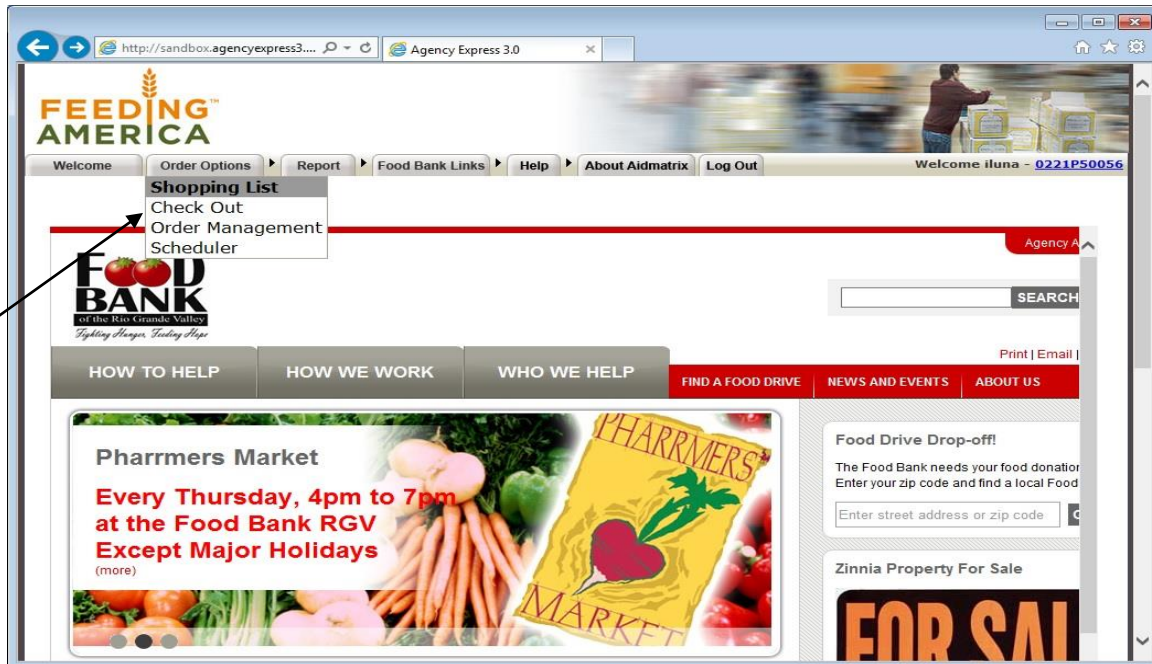 http://sandbox.agencyexpress3....
Agency Express 3.0
FEEDING™
AMERICA
Welcome
Order Options
Report
Food Bank Links
Help
About Aidmatrix
Log Out
Welcome iluna - 0221P50056
Shopping List
Check Out
Order Management
Scheduler
Agency A
FOOD
BANK
of the Rio Grande Valley
Fighting Hunger, Feeding Hope
SEARCH
Print | Email |
HOW TO HELP
HOW WE WORK
WHO WE HELP
FIND A FOOD DRIVE
NEWS AND EVENTS
ABOUT US
Pharrmers Market
Every Thursday, 4pm to 7pm
at the Food Bank RGV
Except Major Holidays
(more)
PHARRMERS'
MARKET
Food Drive Drop-off!
The Food Bank needs your food donation
Enter your zip code and find a local Food
Enter street address or zip code
Zinnia Property For Sale
FOR SAL